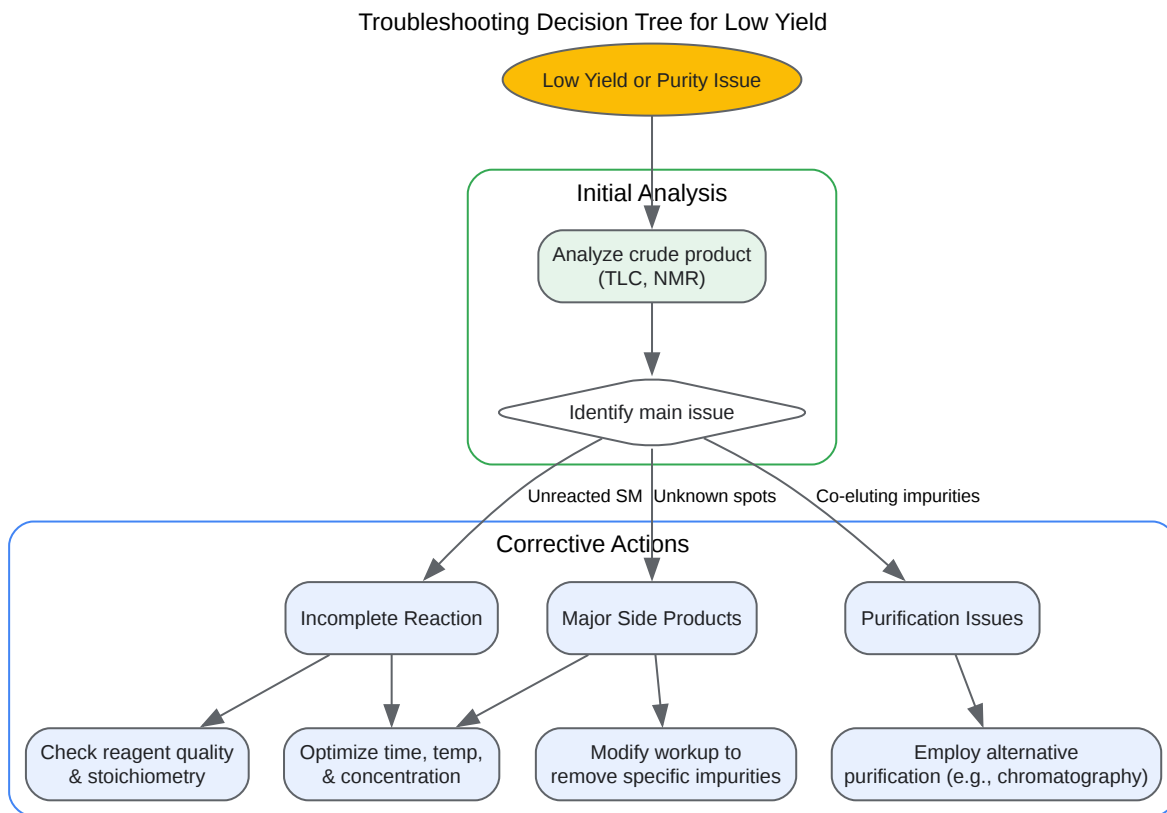 Troubleshooting Decision Tree for Low Yield
Low Yield or Purity Issue
Initial Analysis
Analyze crude product
(TLC, NMR)
Identify main issue
Unreacted SM
Unknown spots
Co-eluting impurities
Corrective Actions
Incomplete Reaction
Major Side Products
Purification Issues
Check reagent quality
& stoichiometry
Optimize time, temp,
& concentration
Modify workup to
remove specific impurities
Employ alternative
purification (e.g., chromatography)